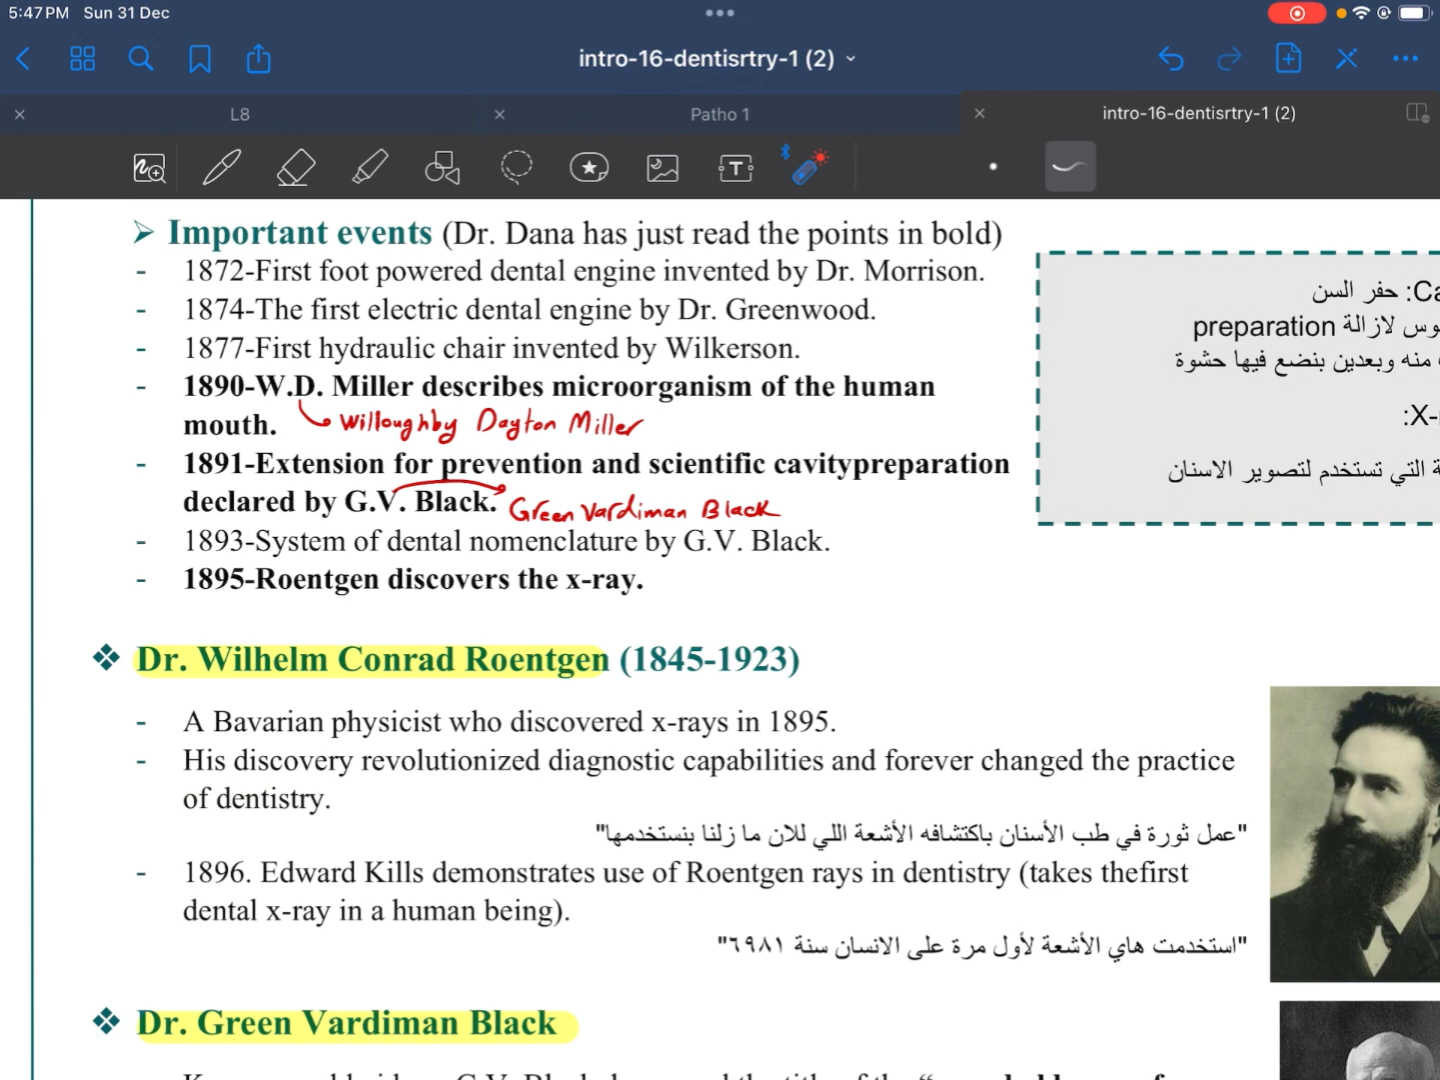 5:47 PM Sun 31 Dec
intro-16-dentisrtry-1 (2)
L8
Patho 1
intro-16-dentisrtry-1 (2)
T
Important events (Dr. Dana has just read the points in bold)
- 1872-First foot powered dental engine invented by Dr. Morrison.
- 1874-The first electric dental engine by Dr. Greenwood.
- 1877-First hydraulic chair invented by Wilkerson.
- 1890-W.D. Miller describes microorganism of the human
mouth.
Willoughby Dayton Miller
- 1891-Extension for prevention and scientific cavitypreparation
declared by G.V. Black.
Green Vardiman Black
- 1893-System of dental nomenclature by G.V. Black.
- 1895-Roentgen discovers the x-ray.
Ca: حفر السن
لازالة preparation
منه وبعدين بنضع فيها حشوة
X-:
التي تستخدم لتصوير الاسنان
Dr. Wilhelm Conrad Roentgen (1845-1923)
- A Bavarian physicist who discovered x-rays in 1895.
- His discovery revolutionized diagnostic capabilities and forever changed the practice
of dentistry.
"عمل ثورة في طب الأسنان باكتشافه الأشعة اللي للان ما زلنا بنستخدمها"
- 1896. Edward Kills demonstrates use of Roentgen rays in dentistry (takes thefirst
dental x-ray in a human being).
"استخدمت هاي الأشعة لأول مرة على الانسان سنة ٦٩٨١"
Dr. Green Vardiman Black